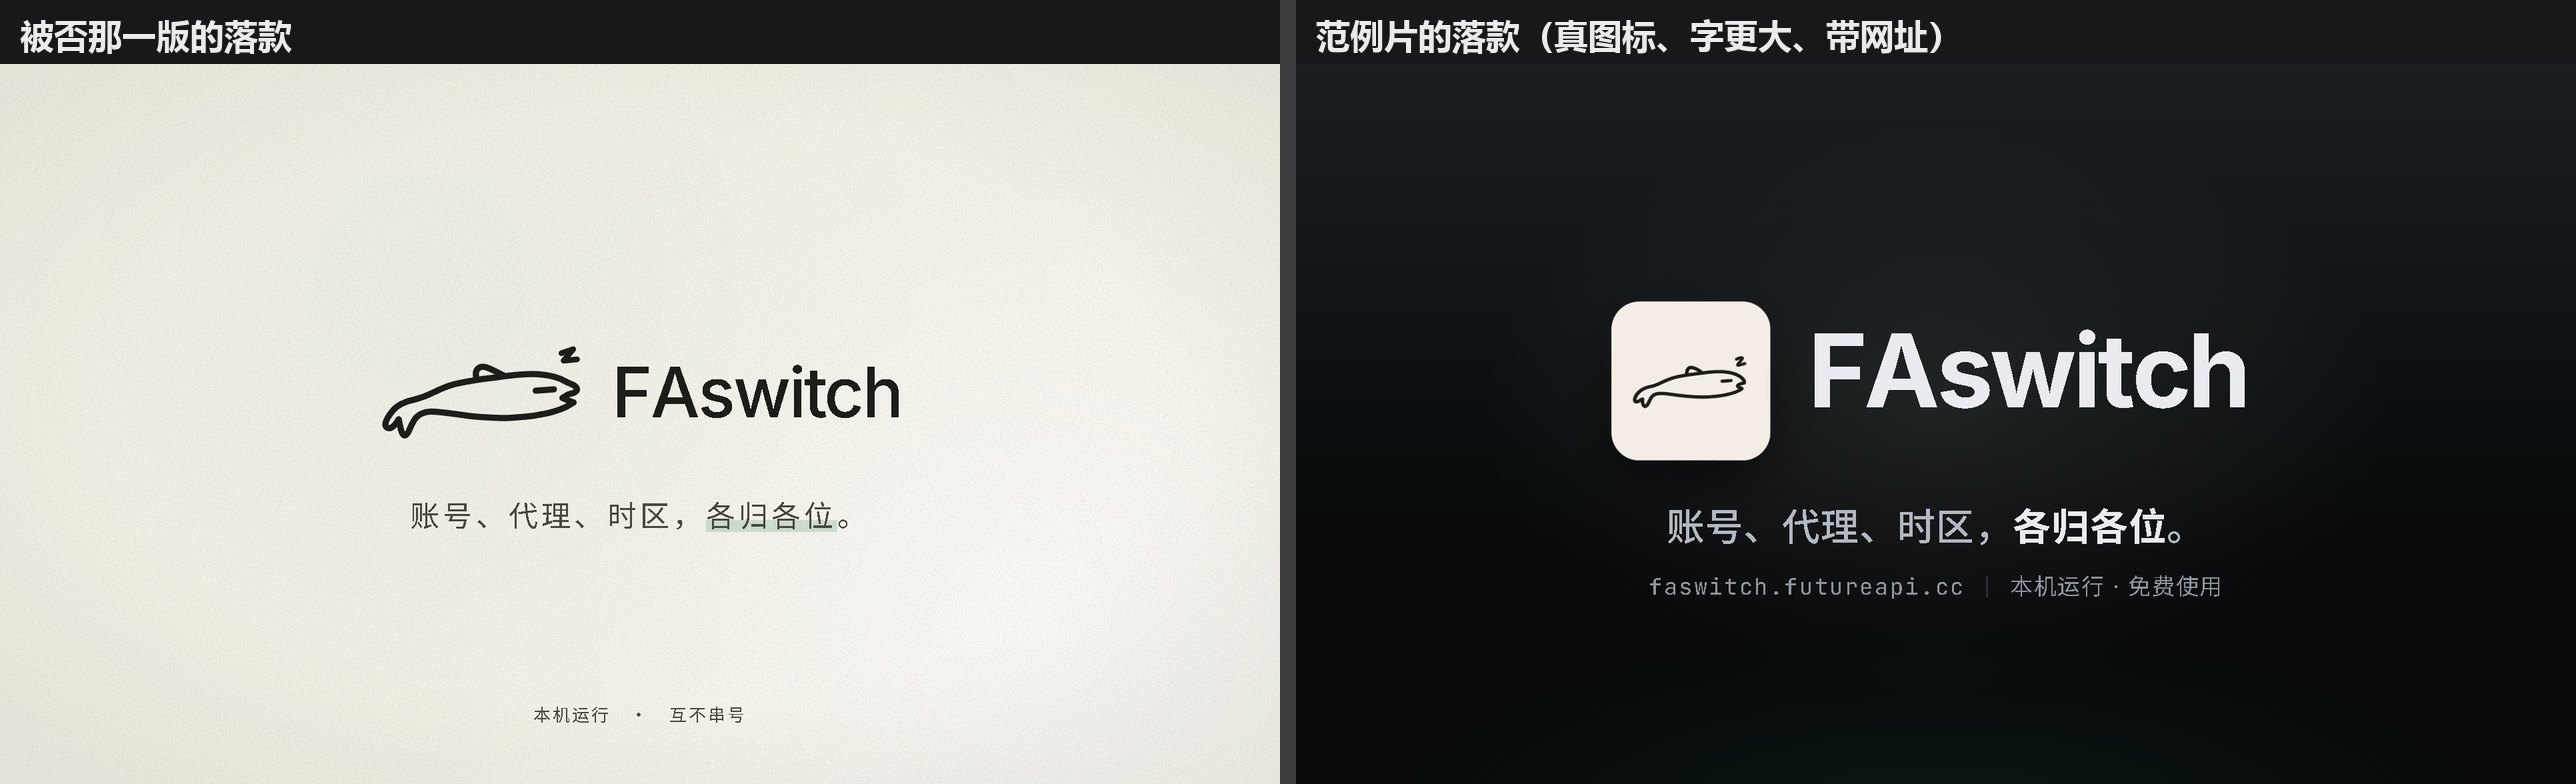 被否那一版的落款
FAswitch
账号、代理、时区，各归各位。
本机运行 · 互不串号
范例片的落款（真图标、字更大、带网址）
FAswitch
账号、代理、时区，各归各位。
faswitch.futureapi.cc | 本机运行 · 免费使用